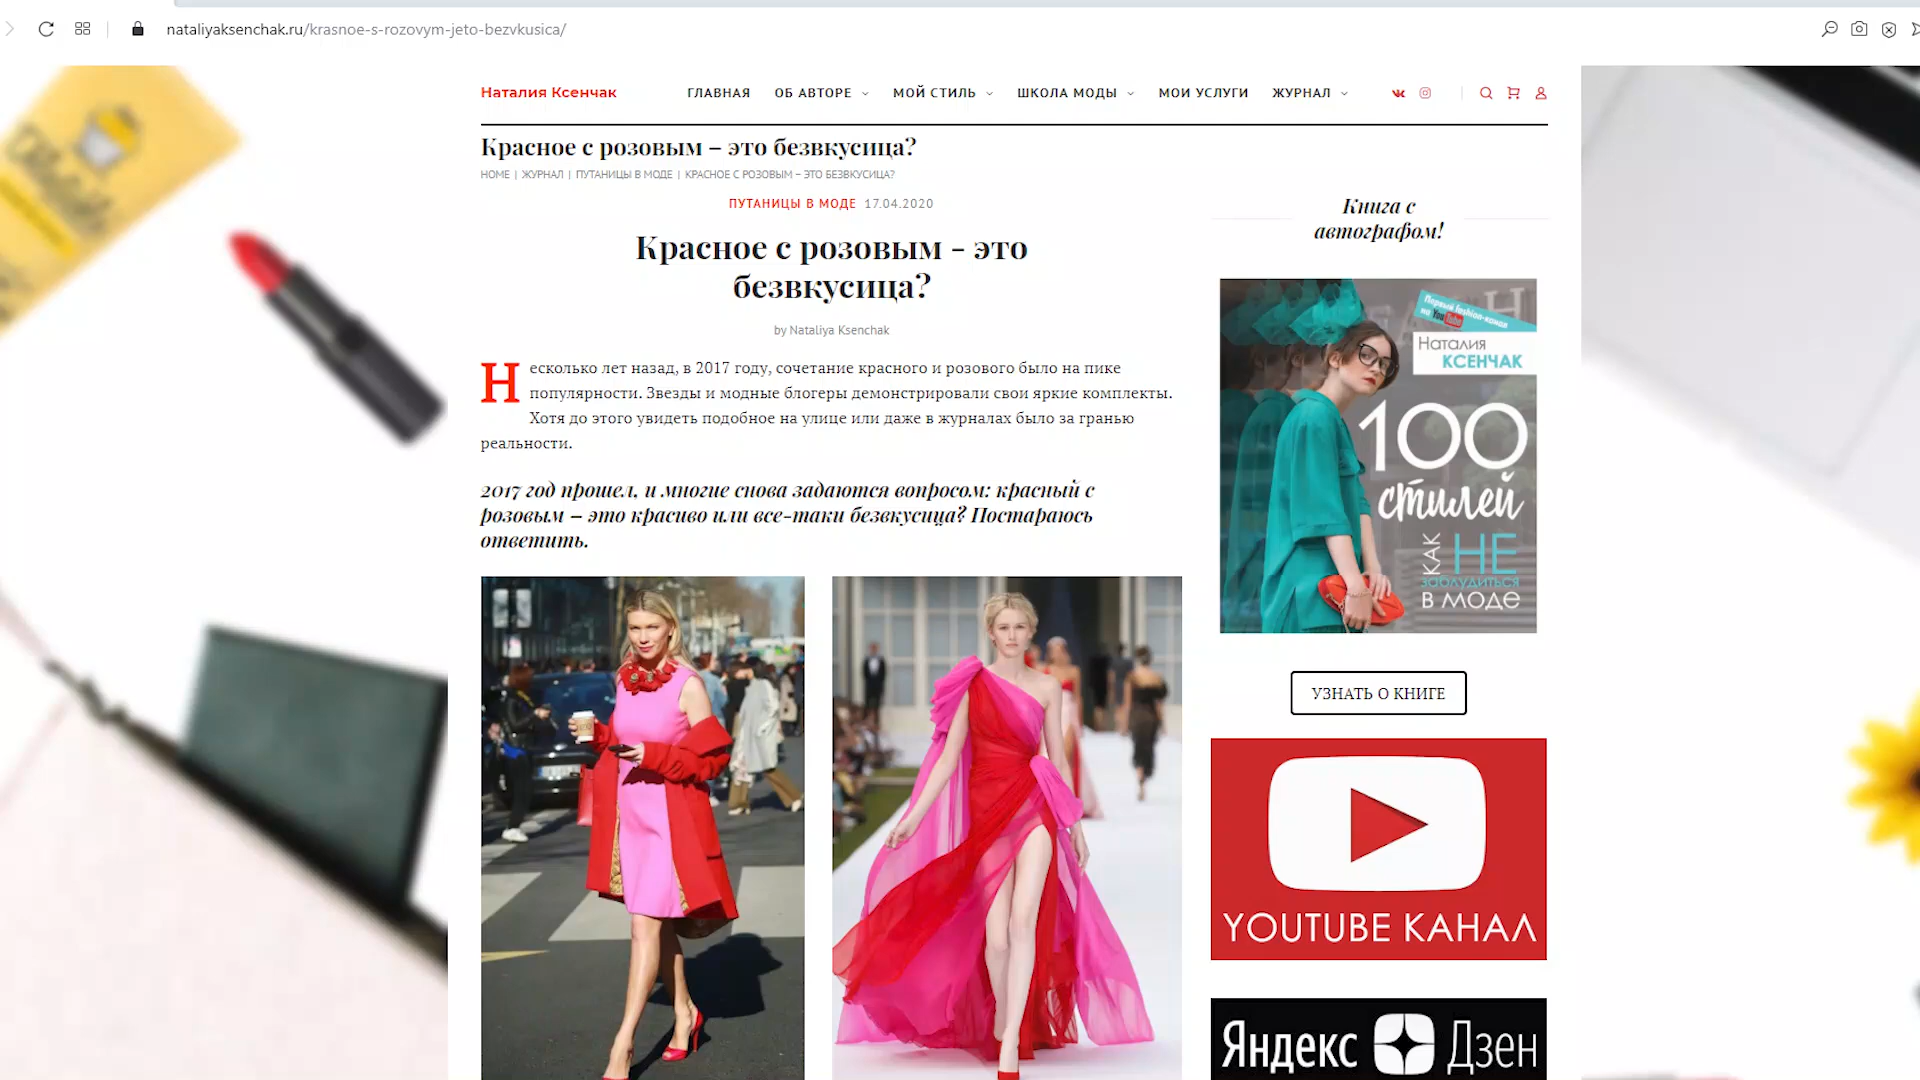 nataliyaksenchak.ru/krasnoe-s-rozovym-jeto-bezvkusica/
Наталия Ксенчак
ГЛАВНАЯ
ОБ АВТОРЕ
МОЙ СТИЛЬ
ШКОЛА МОДЫ
МОИ УСЛУГИ
ЖУРНАЛ
Красное с розовым – это безвкусица?
HOME | ЖУРНАЛ | ПУТАНИЦЫ В МОДЕ | КРАСНОЕ С РОЗОВЫМ – ЭТО БЕЗВКУСИЦА?
ПУТАНИЦЫ В МОДЕ 17.04.2020
Красное с розовым - это
безвкусица?
by Nataliya Ksenchak
Несколько лет назад, в 2017 году, сочетание красного и розового было на пике
популярности. Звезды и модные блогеры демонстрировали свои яркие комплекты.
Хотя до этого увидеть подобное на улице или даже в журналах было за гранью
реальности.
2017 год прошел, и многие снова задаются вопросом: красный с
розовым – это красиво или все-таки безвкусица? Постараюсь
ответить.
Книга с
автографом!
Первый fashion-канал
на YouTube
Наталия
КСЕНЧАК
100
стилей
КАК НЕ
заблудиться
В МОДЕ
УЗНАТЬ О КНИГЕ
YOUTUBE КАНАЛ
Яндекс Дзен